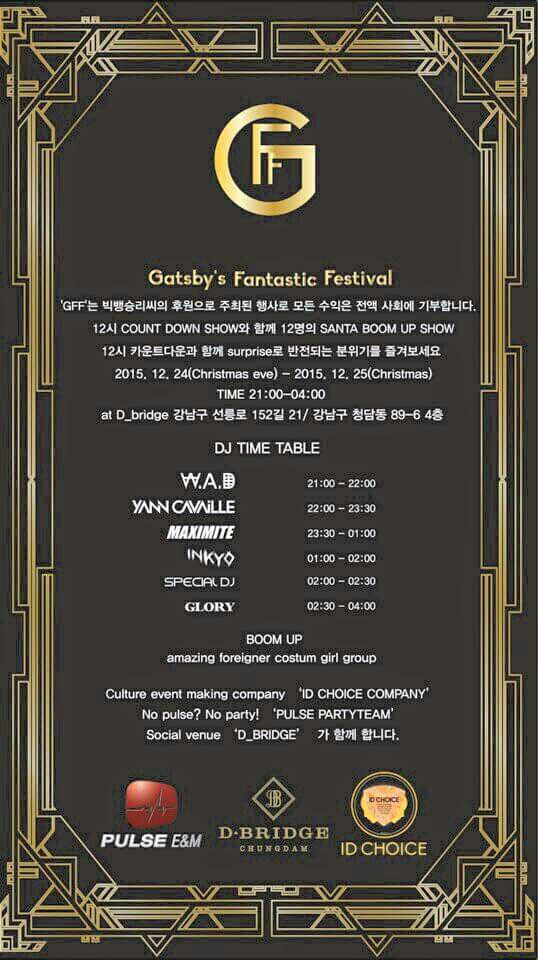 GFF
Gatsby's Fantastic Festival
'GFF'는 빅뱅승리씨의 후원으로 주최된 행사로 모든 수익은 전액 사회에 기부합니다.
12시 COUNT DOWN SHOW와 함께 12명의 SANTA BOOM UP SHOW
12시 카운트다운과 함께 surprise로 반전되는 분위기를 즐겨보세요
2015. 12. 24(Christmas eve) - 2015. 12. 25(Christmas)
TIME 21:00-04:00
at D_bridge 강남구 선릉로 152길 21/ 강남구 청담동 89-6 4층
DJ TIME TABLE
W.A.D 21:00 - 22:00
YANN CAVAILLE 22:00 - 23:30
MAXIMITE 23:30 - 01:00
INKYO 01:00 - 02:00
SPECIAL DJ 02:00 - 02:30
GLORY 02:30 - 04:00
BOOM UP
amazing foreigner costum girl group
Culture event making company 'ID CHOICE COMPANY'
No pulse? No party! 'PULSE PARTYTEAM'
Social venue 'D_BRIDGE' 가 함께 합니다.
PULSE E&M
D·BRIDGE
CHUNGDAM
ID CHOICE
ID CHOICE